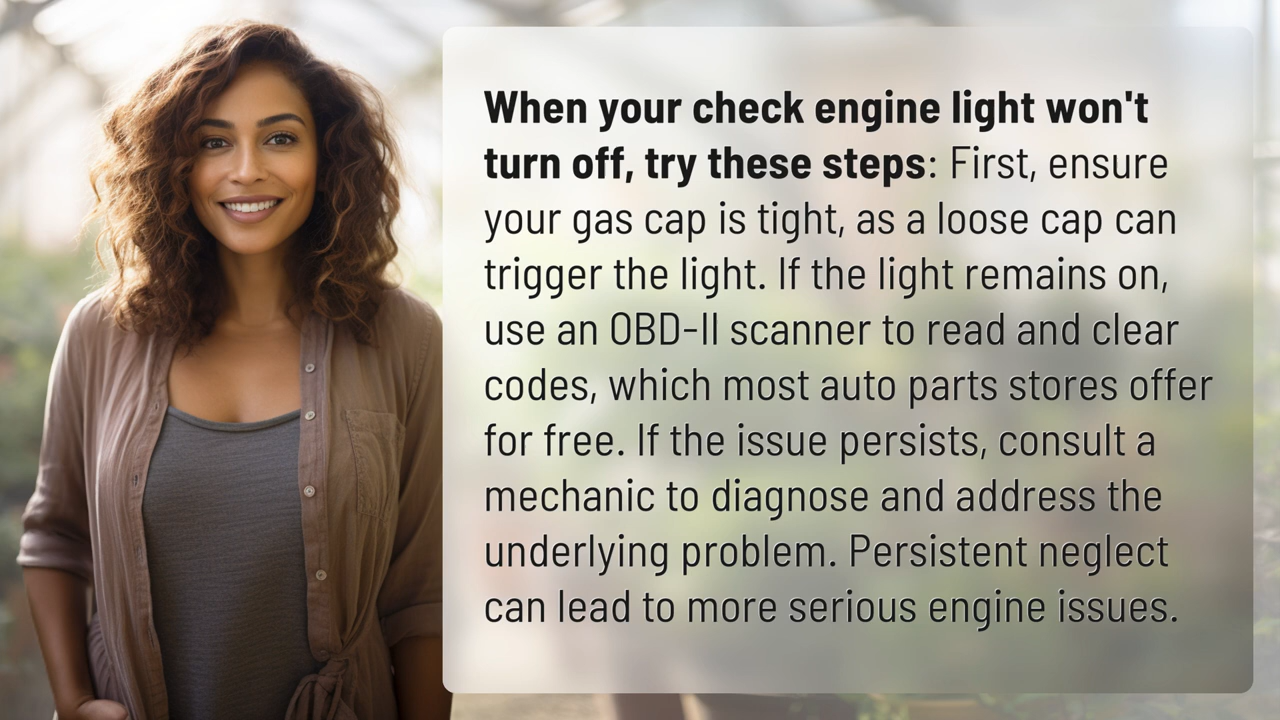 When your check engine light won't
turn off, try these steps: First, ensure
your gas cap is tight, as a loose cap can
trigger the light. If the light remains on,
use an OBD-II scanner to read and clear
codes, which most auto parts stores offer
for free. If the issue persists, consult a
mechanic to diagnose and address the
underlying problem. Persistent neglect
can lead to more serious engine issues.